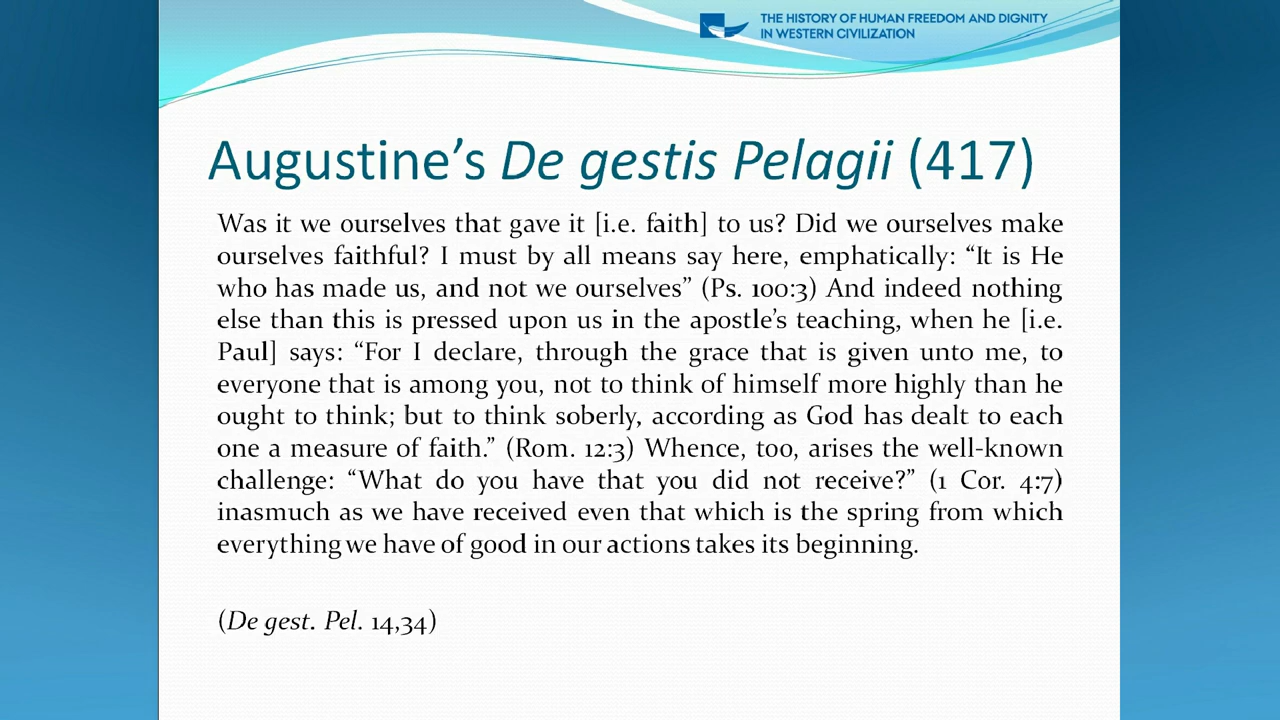 THE HISTORY OF HUMAN FREEDOM AND DIGNITY
IN WESTERN CIVILIZATION
Augustine’s De gestis Pelagii (417)
Was it we ourselves that gave it [i.e. faith] to us? Did we ourselves make
ourselves faithful? I must by all means say here, emphatically: “It is He
who has made us, and not we ourselves” (Ps. 100:3) And indeed nothing
else than this is pressed upon us in the apostle’s teaching, when he [i.e.
Paul] says: “For I declare, through the grace that is given unto me, to
everyone that is among you, not to think of himself more highly than he
ought to think; but to think soberly, according as God has dealt to each
one a measure of faith.” (Rom. 12:3) Whence, too, arises the well-known
challenge: “What do you have that you did not receive?” (1 Cor. 4:7)
inasmuch as we have received even that which is the spring from which
everything we have of good in our actions takes its beginning.
(De gest. Pel. 14,34)